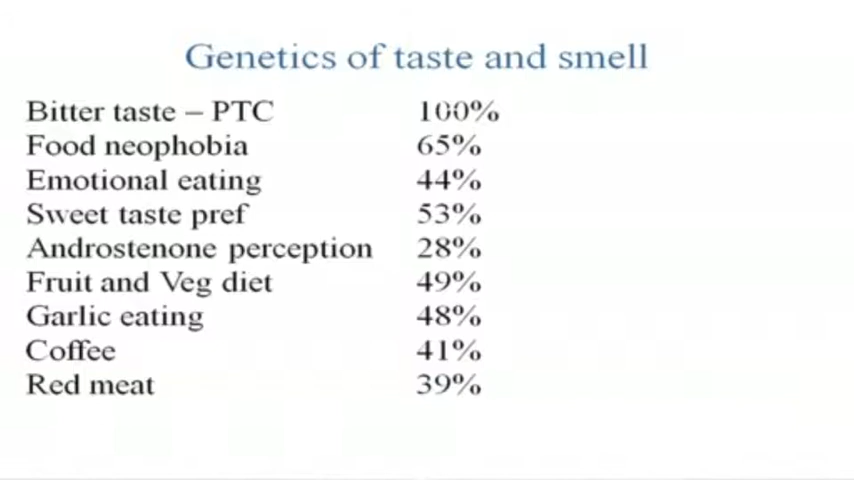 Genetics of taste and smell
Bitter taste – PTC 100%
Food neophobia 65%
Emotional eating 44%
Sweet taste pref 53%
Androstenone perception 28%
Fruit and Veg diet 49%
Garlic eating 48%
Coffee 41%
Red meat 39%